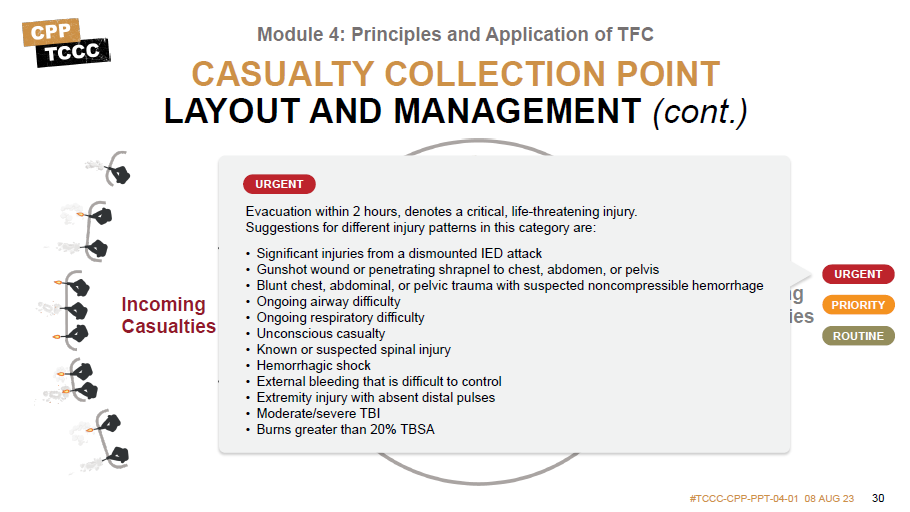 CPP
TCCC
Module 4: Principles and Application of TFC
CASUALTY COLLECTION POINT
LAYOUT AND MANAGEMENT (cont.)
URGENT
Evacuation within 2 hours, denotes a critical, life-threatening injury.
Suggestions for different injury patterns in this category are:
• Significant injuries from a dismounted IED attack
• Gunshot wound or penetrating shrapnel to chest, abdomen, or pelvis
• Blunt chest, abdominal, or pelvic trauma with suspected noncompressible hemorrhage
• Ongoing airway difficulty
• Ongoing respiratory difficulty
• Unconscious casualty
• Known or suspected spinal injury
• Hemorrhagic shock
• External bleeding that is difficult to control
• Extremity injury with absent distal pulses
• Moderate/severe TBI
• Burns greater than 20% TBSA
Incoming
Casualties
URGENT
PRIORITY
ROUTINE
#TCCC-CPP-PPT-04-01 08 AUG 23
30